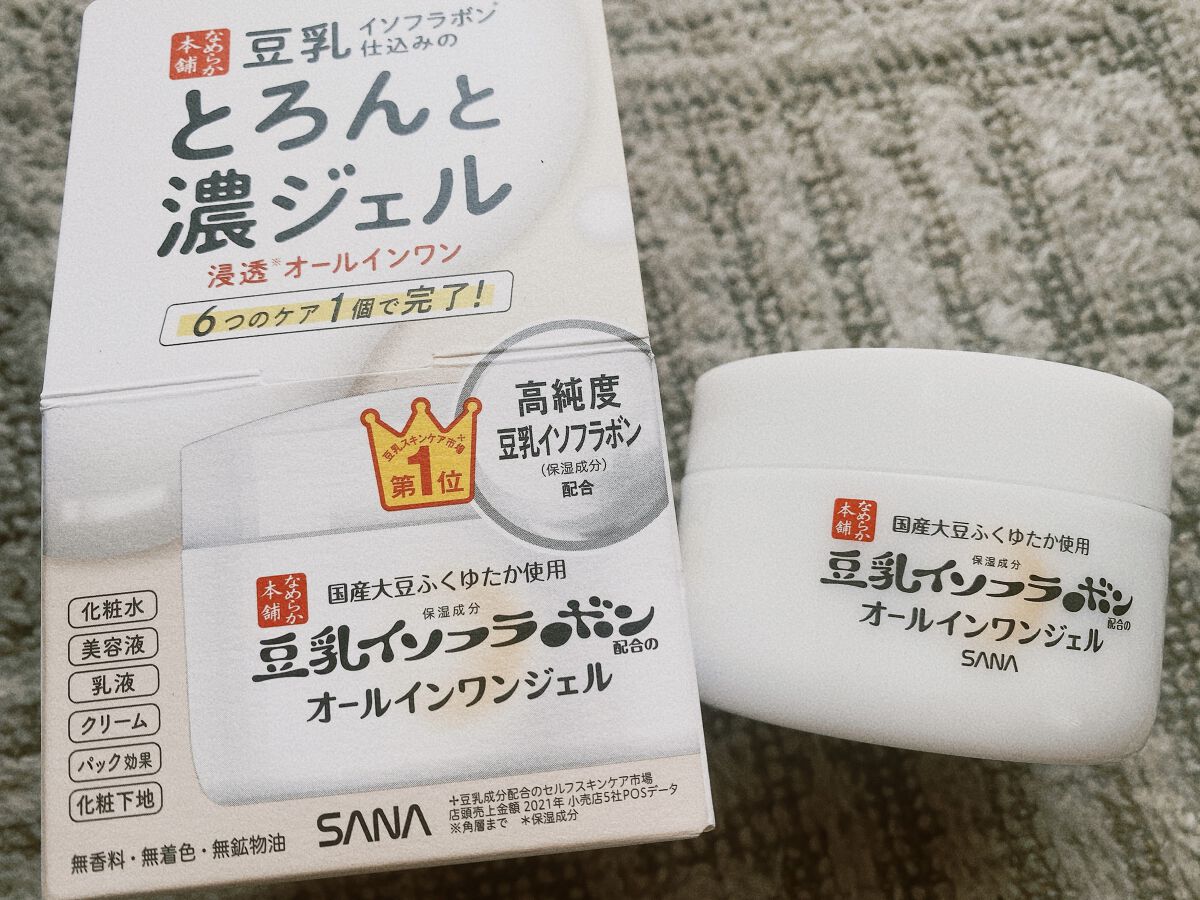 なめらか本舗
豆乳イソフラボン*仕込みの
とろんと
濃ジェル
浸透※オールインワン
6つのケア1個で完了!
高純度
豆乳イソフラボン
(保湿成分)
配合
豆乳スキンケア市場+
第1位
なめらか本舗
国産大豆ふくゆたか使用
保湿成分
豆乳イソフラボン配合の
オールインワンジェル
化粧水
美容液
乳液
クリーム
パック効果
化粧下地
無香料・無着色・無鉱物油
SANA
+豆乳成分配合のセルフスキンケア市場
店頭売上金額 2021年 小売店5社POSデータ
※角層まで *保湿成分
なめらか本舗
国産大豆ふくゆたか使用
保湿成分
豆乳イソフラボン配合の
オールインワンジェル
SANA